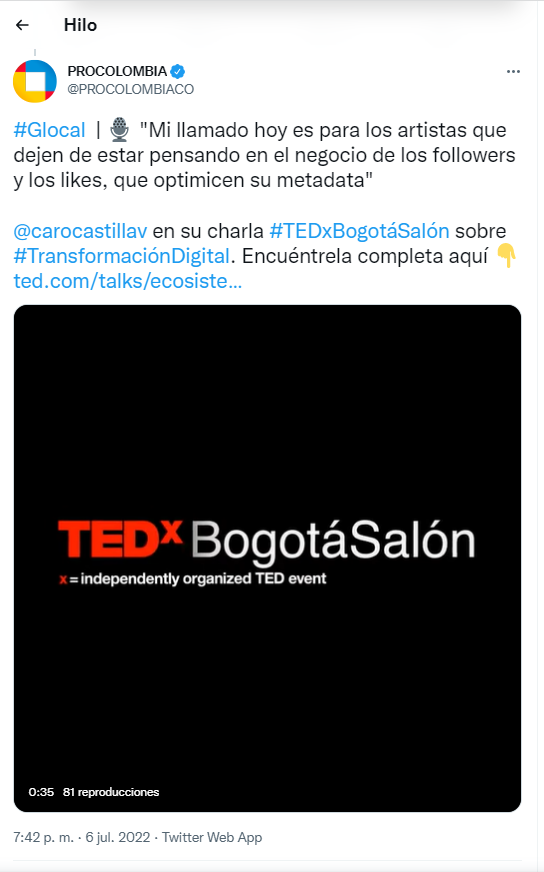 Hilo
PROCOLOMBIA
@PROCOLOMBIACO
#Glocal | 🎙 "Mi llamado hoy es para los artistas que
dejen de estar pensando en el negocio de los followers
y los likes, que optimicen su metadata"
@carocastillav en su charla #TEDxBogotáSalón sobre
#TransformaciónDigital. Encuéntrela completa aquí 👇
ted.com/talks/ecosiste…
TEDx BogotáSalón
x = independently organized TED event
0:35 81 reproducciones
7:42 p. m. · 6 jul. 2022 · Twitter Web App